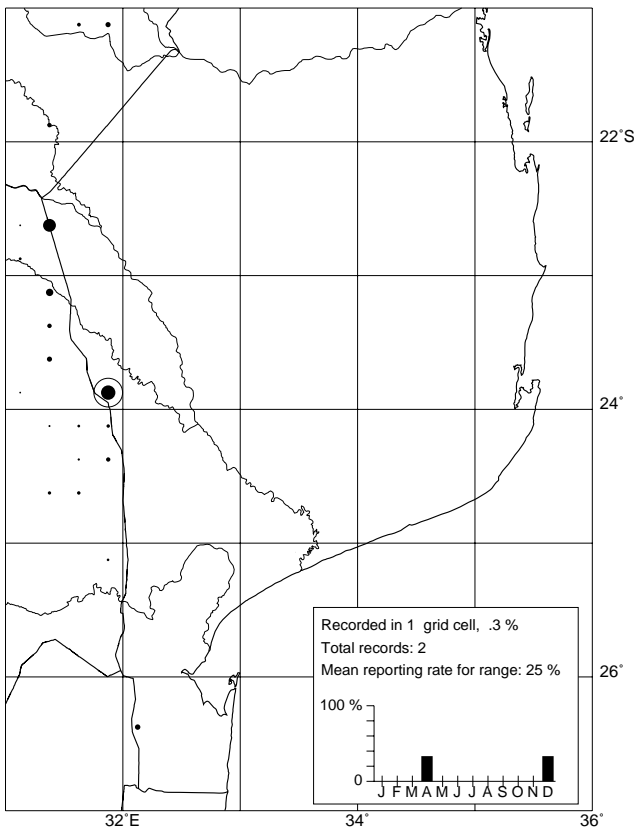 22˚S
24˚
Recorded in 1 grid cell, .3 %
Total records: 2
Mean reporting rate for range: 25 %
26˚
100 %
0
J F M A M J J A S O N D
32˚E
34˚
36˚